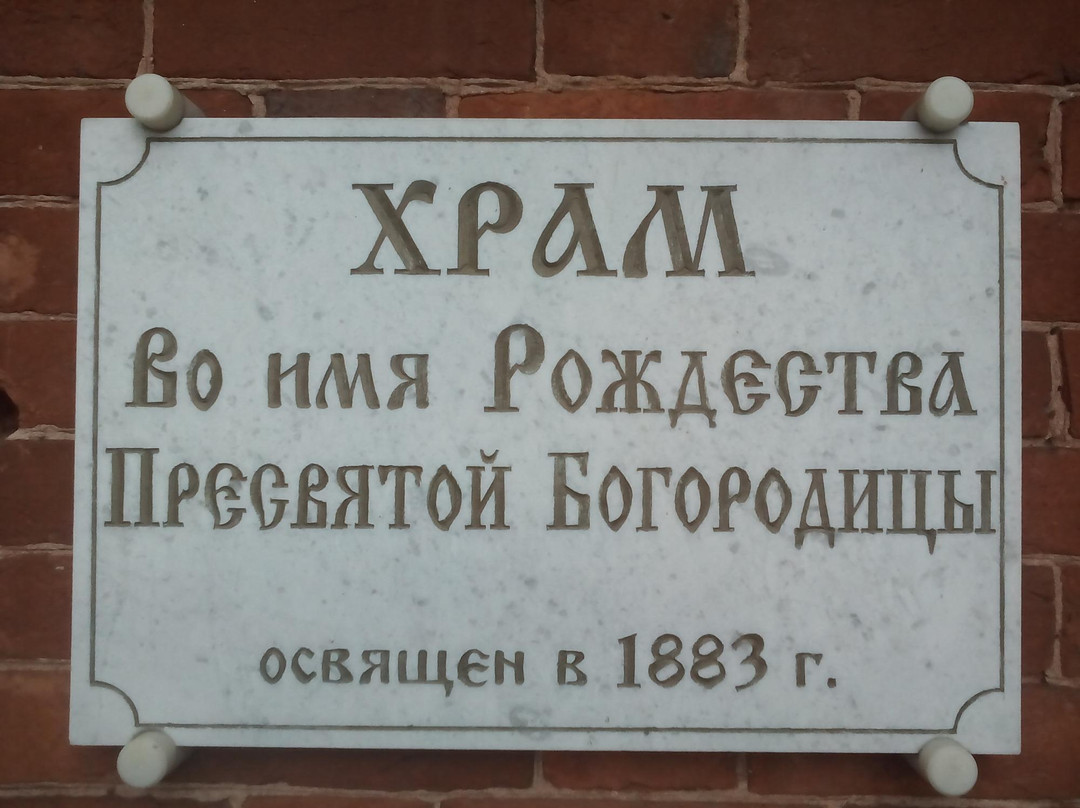 ХРАМ
Во имя Рождества
Пресвятой Богородицы
освящен в 1883 г.